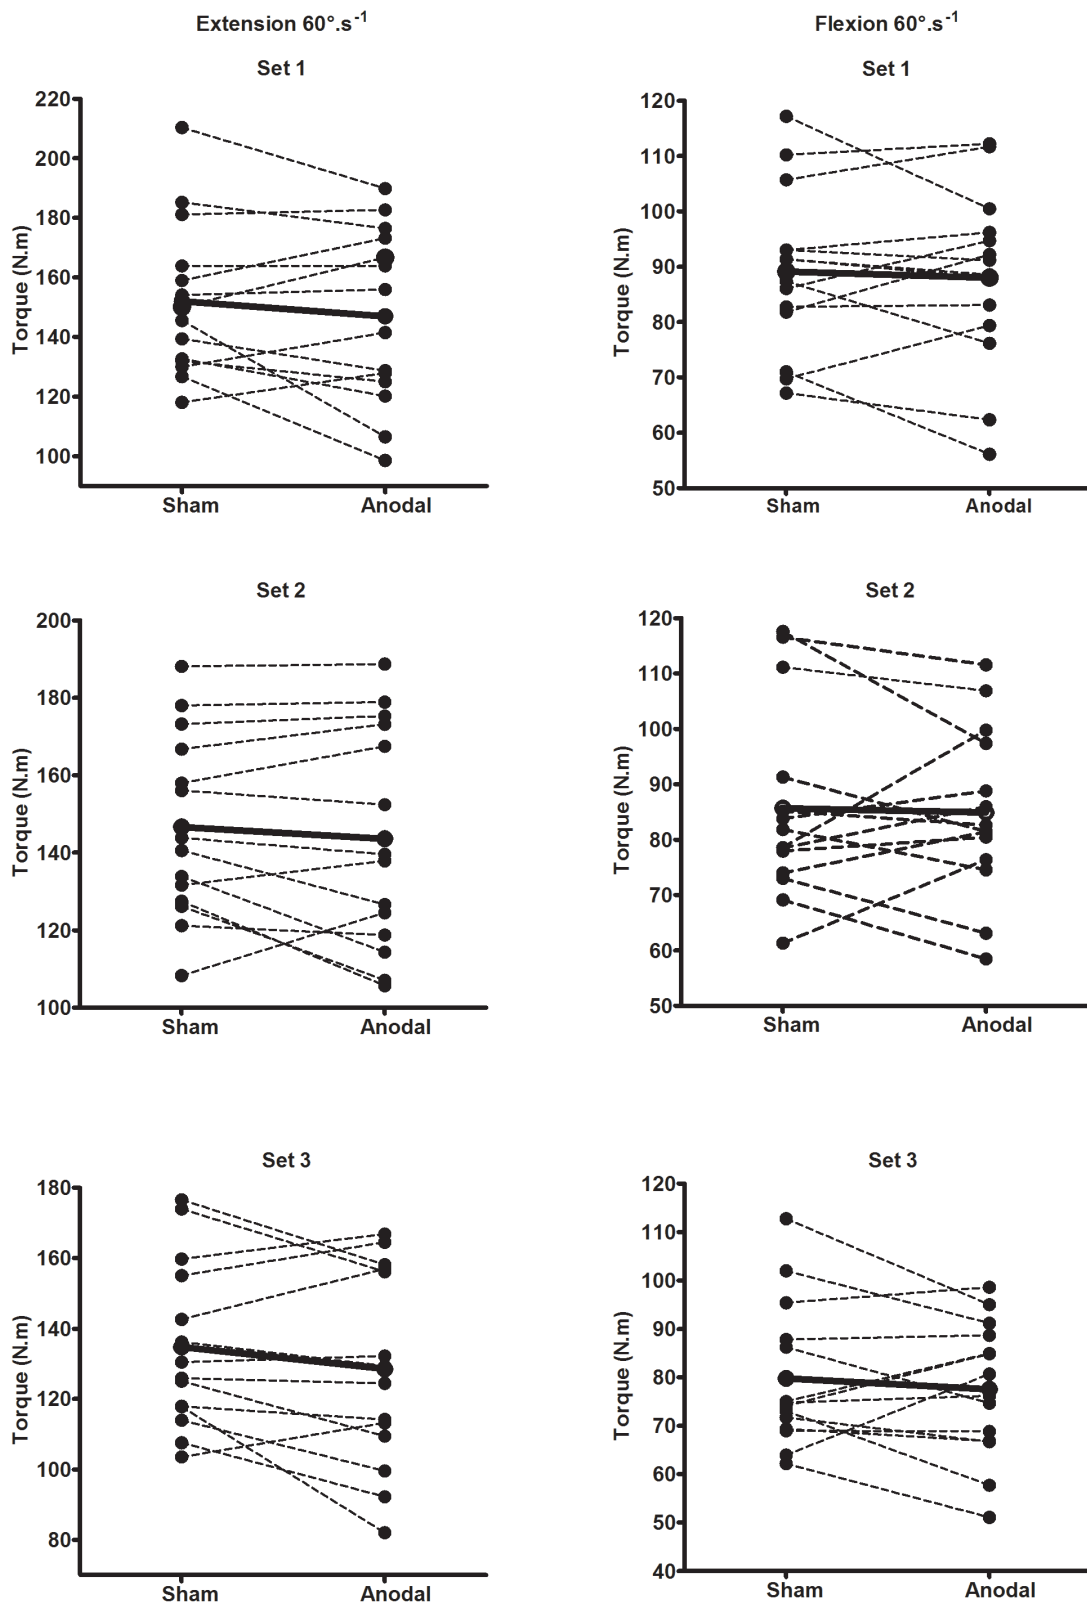 Extension 60°.s⁻¹
Flexion 60°.s⁻¹
Set 1
220
200
180
160
140
120
100
Torque (N.m)
Sham Anodal
Set 1
120
110
100
90
80
70
60
50
Torque (N.m)
Sham Anodal
Set 2
200
180
160
140
120
100
Torque (N.m)
Sham Anodal
Set 2
120
110
100
90
80
70
60
50
Torque (N.m)
Sham Anodal
Set 3
180
160
140
120
100
80
Torque (N.m)
Sham Anodal
Set 3
120
110
100
90
80
70
60
50
40
Torque (N.m)
Sham Anodal